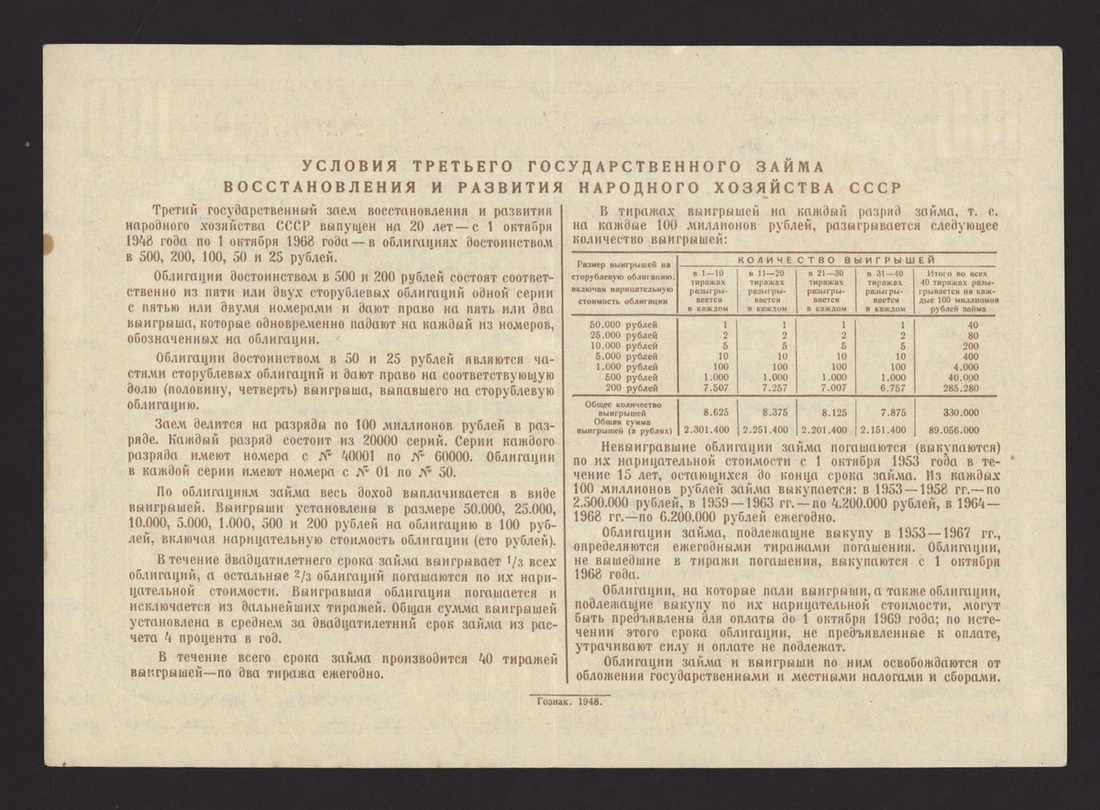 УСЛОВИЯ ТРЕТЬЕГО ГОСУДАРСТВЕННОГО ЗАЙМА
ВОССТАНОВЛЕНИЯ И РАЗВИТИЯ НАРОДНОГО ХОЗЯЙСТВА СССР
Третий государственный заем восстановления и развития
народного хозяйства СССР выпущен на 20 лет — с 1 октября
1948 года по 1 октября 1968 года — в облигациях достоинством
в 500, 200, 100, 50 и 25 рублей.
Облигации достоинством в 500 и 200 рублей состоят соответ-
ственно из пяти или двух сторублевых облигаций одной серии
с пятью или двумя номерами и дают право на пять или два
выигрыша, которые одновременно падают на каждый из номеров,
обозначенных на облигации.
Облигации достоинством в 50 и 25 рублей являются ча-
стями сторублевых облигаций и дают право на соответствующую
долю (половину, четверть) выигрыша, выпавшего на сторублевую
облигацию.
Заем делится на разряды по 100 миллионов рублей в раз-
ряде. Каждый разряд состоит из 20000 серий. Серии каждого
разряда имеют номера с № 40001 по № 60000. Облигации
в каждой серии имеют номера с № 01 по № 50.
По облигациям займа весь доход выплачивается в виде
выигрышей. Выигрыши установлены в размере 50.000, 25.000,
10.000, 5.000, 1.000, 500 и 200 рублей на облигацию в 100 руб-
лей, включая нарицательную стоимость облигации (сто рублей).
В течение двадцатилетнего срока займа выигрывает 1/3 всех
облигаций, а остальные 2/3 облигаций погашаются по их нари-
цательной стоимости. Выигравшая облигация погашается и
исключается из дальнейших тиражей. Общая сумма выигрышей
установлена в среднем за двадцатилетний срок займа из рас-
чета 4 процента в год.
В течение всего срока займа производится 40 тиражей
выигрышей—по два тиража ежегодно.
В тиражах выигрышей на каждый разряд займа, т. е.
на каждые 100 миллионов рублей, разыгрывается следующее
количество выигрышей:
Размер выигрышей на
сторублевую облигацию,
включая нарицательную
стоимость облигации
КОЛИЧЕСТВО ВЫИГРЫШЕЙ
в 1—10
тиражах
разыгры-
вается
в каждом
в 11—20
тиражах
разыгры-
вается
в каждом
в 21—30
тиражах
разыгры-
вается
в каждом
в 31—40
тиражах
разыгры-
вается
в каждом
Итого во всех
40 тиражах разы-
грывается на каж-
дые 100 миллионов
рублей займа
50.000 рублей 1 1 1 1 40
25.000 рублей 2 2 2 2 80
10.000 рублей 5 5 5 5 200
5.000 рублей 10 10 10 10 400
1.000 рублей 100 100 100 100 4.000
500 рублей 1.000 1.000 1.000 1.000 40.000
200 рублей 7.507 7.257 7.007 6.757 285.280
Общее количество
выигрышей 8.625 8.375 8.125 7.875 330.000
Общая сумма
выигрышей (в рублях) 2.301.400 2.251.400 2.201.400 2.151.400 89.056.000
Невыигравшие облигации займа погашаются (выкупаются)
по их нарицательной стоимости с 1 октября 1953 года в те-
чение 15 лет, остающихся до конца срока займа. Из каждых
100 миллионов рублей займа выкупается: в 1953—1958 гг.—по
2.500.000 рублей, в 1959—1963 гг.—по 4.200.000 рублей, в 1964—
1968 гг.—по 6.200.000 рублей ежегодно.
Облигации займа, подлежащие выкупу в 1953—1967 гг.,
определяются ежегодными тиражами погашения. Облигации,
не вышедшие в тиражи погашения, выкупаются с 1 октября
1968 года.
Облигации, на которые пали выигрыши, а также облигации,
подлежащие выкупу по их нарицательной стоимости, могут
быть предъявлены для оплаты до 1 октября 1969 года; по исте-
чении этого срока облигации, не предъявленные к оплате,
утрачивают силу и оплате не подлежат.
Облигации займа и выигрыши по ним освобождаются от
обложения государственными и местными налогами и сборами.
Гознак. 1948.